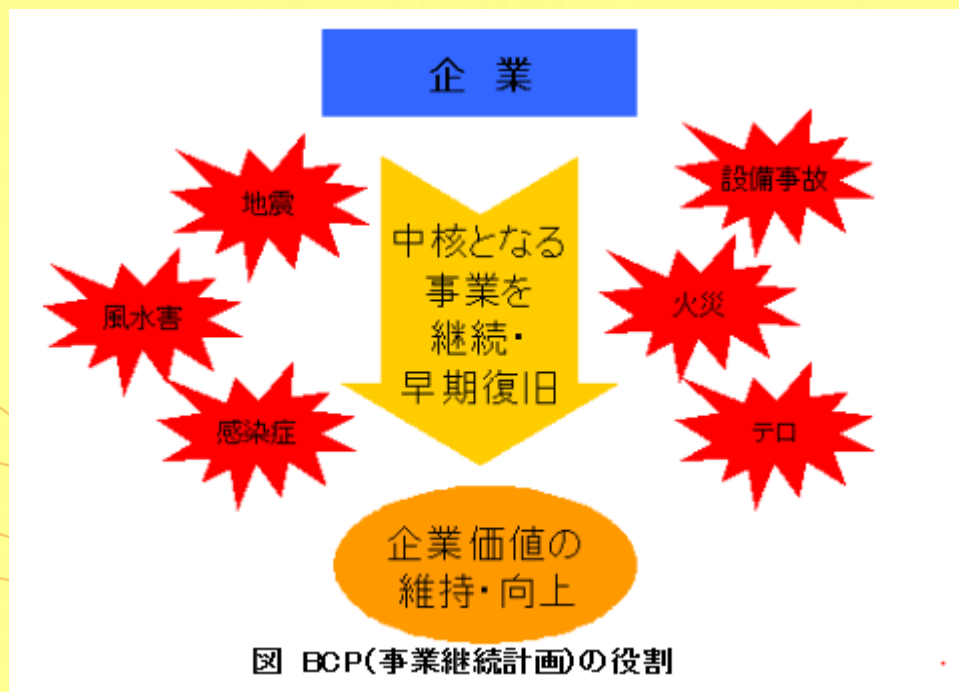 企 業
地震
設備事故
中核となる
事業を
継続・
早期復旧
風水害
火災
感染症
テロ
企業価値の
維持・向上
図 BCP(事業継続計画)の役割